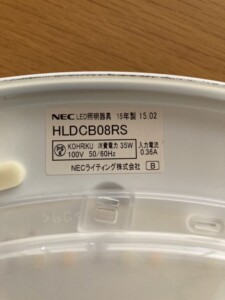 NEC LED照明器具 15年製 15.02
HLDCB08RS
KOHRKU 消費電力 35W 入力電流
100V 50/60Hz 0.36A
NECライティング株式会社 B